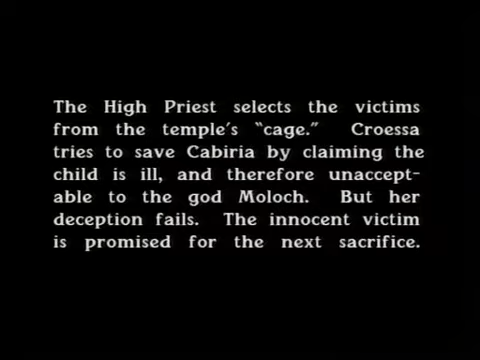 The High Priest selects the victims
from the temple's "cage." Croessa
tries to save Cabiria by claiming the
child is ill, and therefore unaccept-
able to the god Moloch. But her
deception fails. The innocent victim
is promised for the next sacrifice.